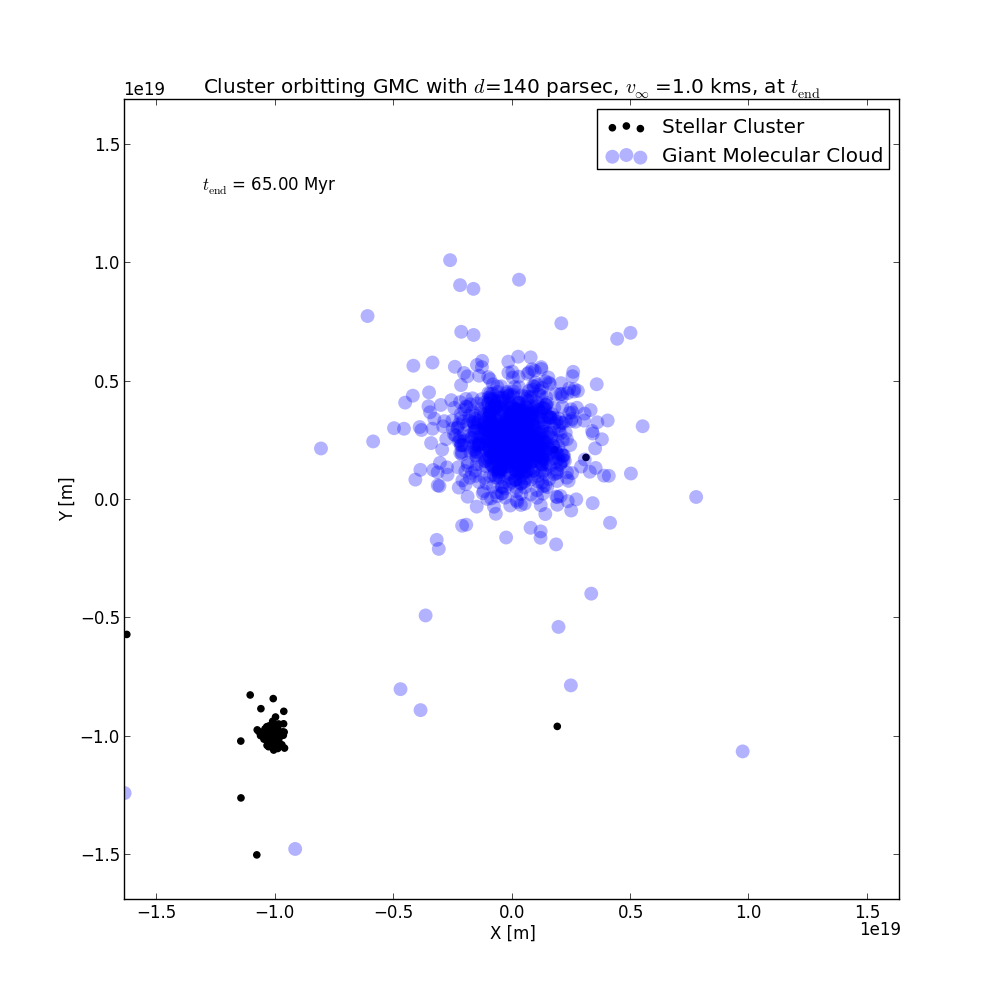 1e19
Cluster orbitting GMC with d=140 parsec, v∞ =1.0 kms, at t_end
Stellar Cluster
Giant Molecular Cloud
t_end = 65.00 Myr
1.5
1.0
0.5
0.0
−0.5
−1.0
−1.5
Y [m]
−1.5 −1.0 −0.5 0.0 0.5 1.0 1.5
X [m]
1e19